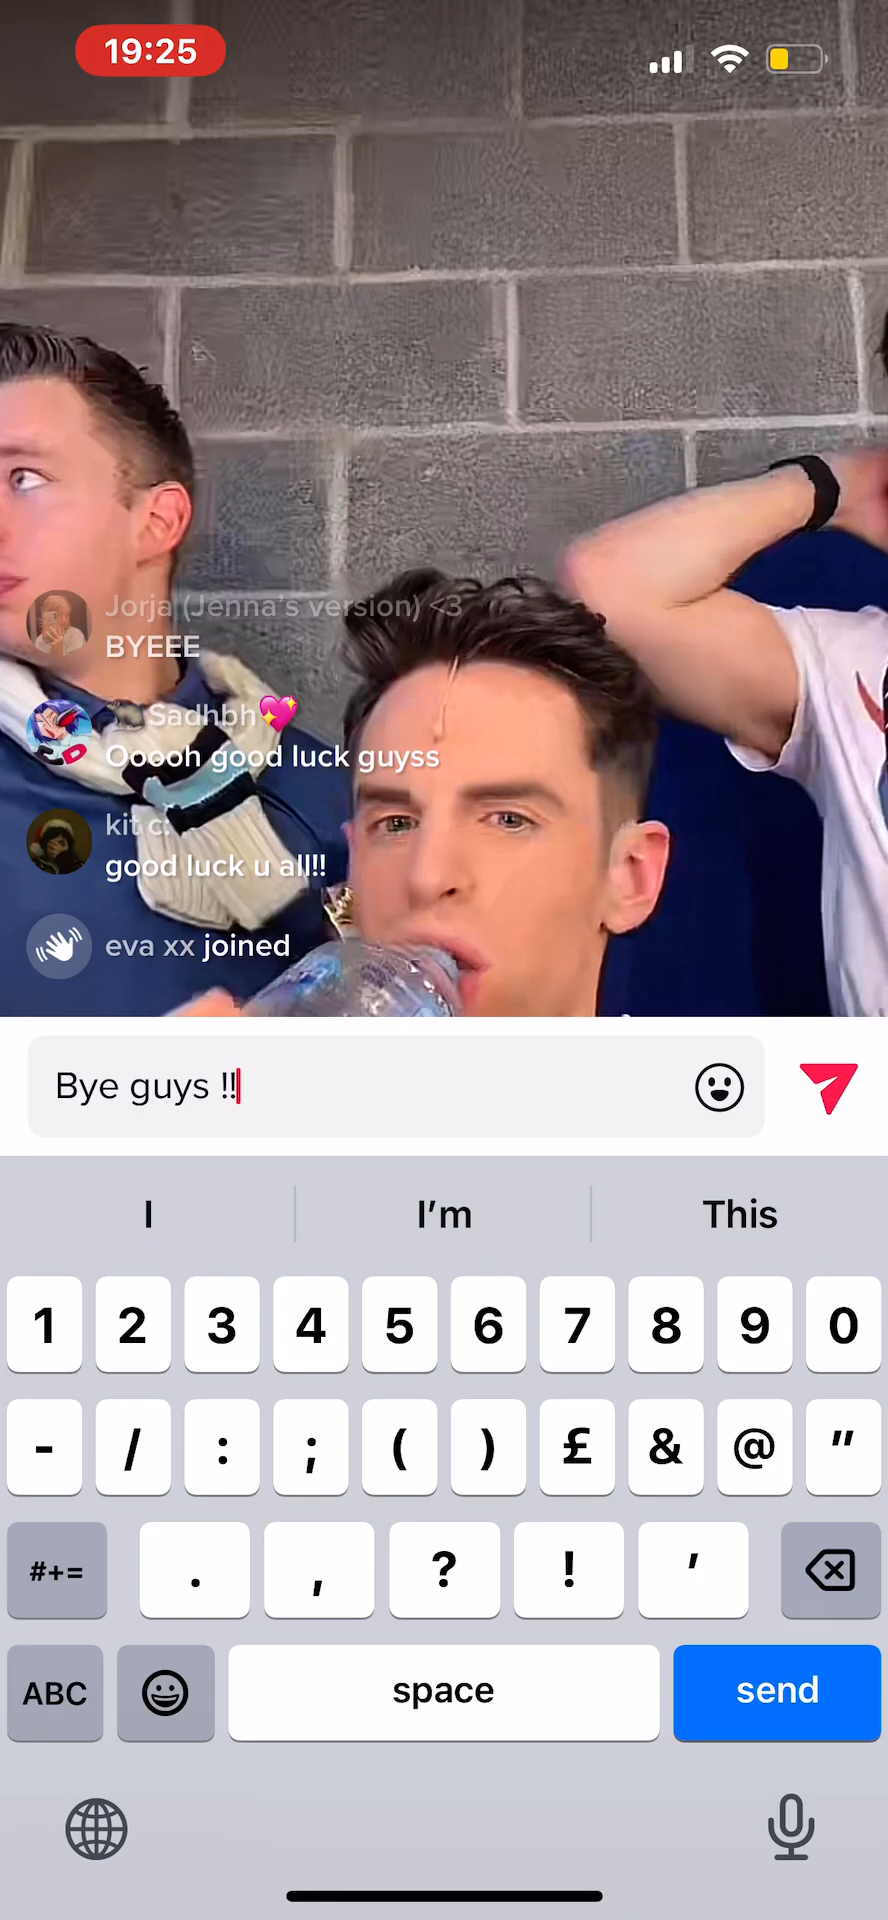 19:25
Jorja (Jenna's version) <3
BYEEE
Sadhbh💖
Ooooh good luck guyss
kit c:
good luck u all!!
eva xx joined
Bye guys !!
I I'm This
1 2 3 4 5 6 7 8 9 0
- / : ; ( ) £ & @ "
#+= . , ? ! '
ABC space send